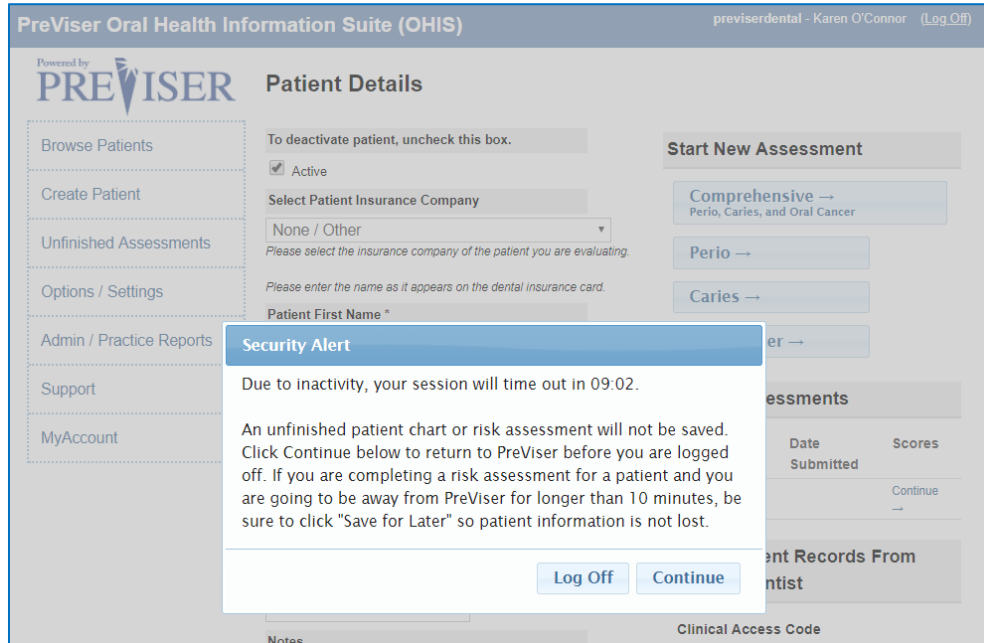 PreViser Oral Health Information Suite (OHIS)
previserdental - Karen O'Connor (Log Off)
Powered by
PREVISER
Browse Patients
Create Patient
Unfinished Assessments
Options / Settings
Admin / Practice Reports
Support
MyAccount
Patient Details
To deactivate patient, uncheck this box.
Active
Select Patient Insurance Company
None / Other
Please select the insurance company of the patient you are evaluating.
Please enter the name as it appears on the dental insurance card.
Patient First Name *
Start New Assessment
Comprehensive →
Perio, Caries, and Oral Cancer
Perio →
Caries →
er →
Security Alert
Due to inactivity, your session will time out in 09:02.
An unfinished patient chart or risk assessment will not be saved.
Click Continue below to return to PreViser before you are logged
off. If you are completing a risk assessment for a patient and you
are going to be away from PreViser for longer than 10 minutes, be
sure to click "Save for Later" so patient information is not lost.
Log Off Continue
essments
Date Scores
Submitted
Continue
→
ent Records From
ntist
Clinical Access Code
Notes